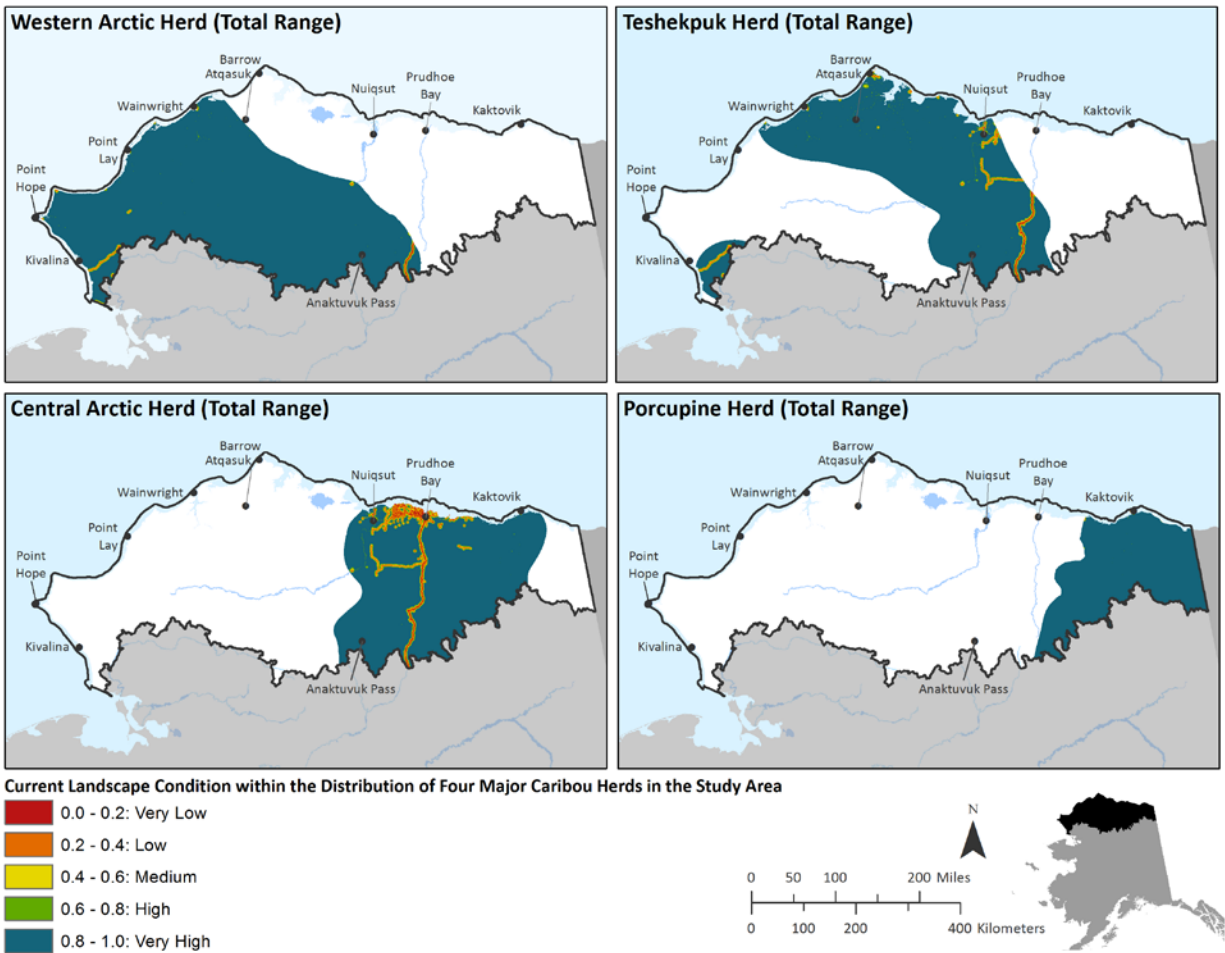 Western Arctic Herd (Total Range)
Barrow
Atqasuk
Prudhoe
Bay
Nuiqsut
Wainwright
Kaktovik
Point
Lay
Point
Hope
Kivalina
Anaktuvuk Pass
Teshekpuk Herd (Total Range)
Barrow
Atqasuk
Prudhoe
Bay
Nuiqsut
Wainwright
Kaktovik
Point
Lay
Point
Hope
Kivalina
Anaktuvuk Pass
Central Arctic Herd (Total Range)
Barrow
Atqasuk
Prudhoe
Bay
Nuiqsut
Wainwright
Kaktovik
Point
Lay
Point
Hope
Kivalina
Anaktuvuk Pass
Porcupine Herd (Total Range)
Barrow
Atqasuk
Prudhoe
Bay
Nuiqsut
Wainwright
Kaktovik
Point
Lay
Point
Hope
Kivalina
Anaktuvuk Pass
Current Landscape Condition within the Distribution of Four Major Caribou Herds in the Study Area
0.0 - 0.2: Very Low
0.2 - 0.4: Low
0.4 - 0.6: Medium
0.6 - 0.8: High
0.8 - 1.0: Very High
N
0 50 100 200 Miles
0 100 200 400 Kilometers